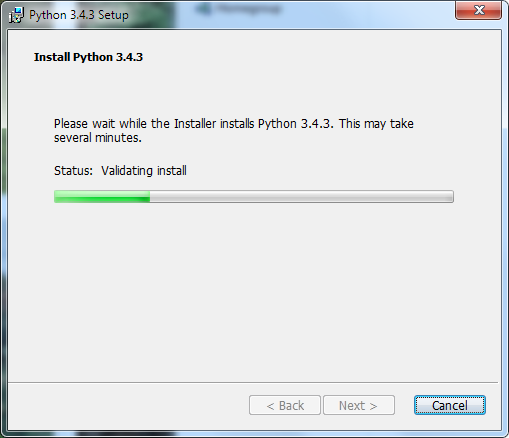 Homegroup
Python 3.4.3 Setup
Install Python 3.4.3
Please wait while the Installer installs Python 3.4.3. This may take
several minutes.
Status: Validating install
< Back
Next >
Cancel